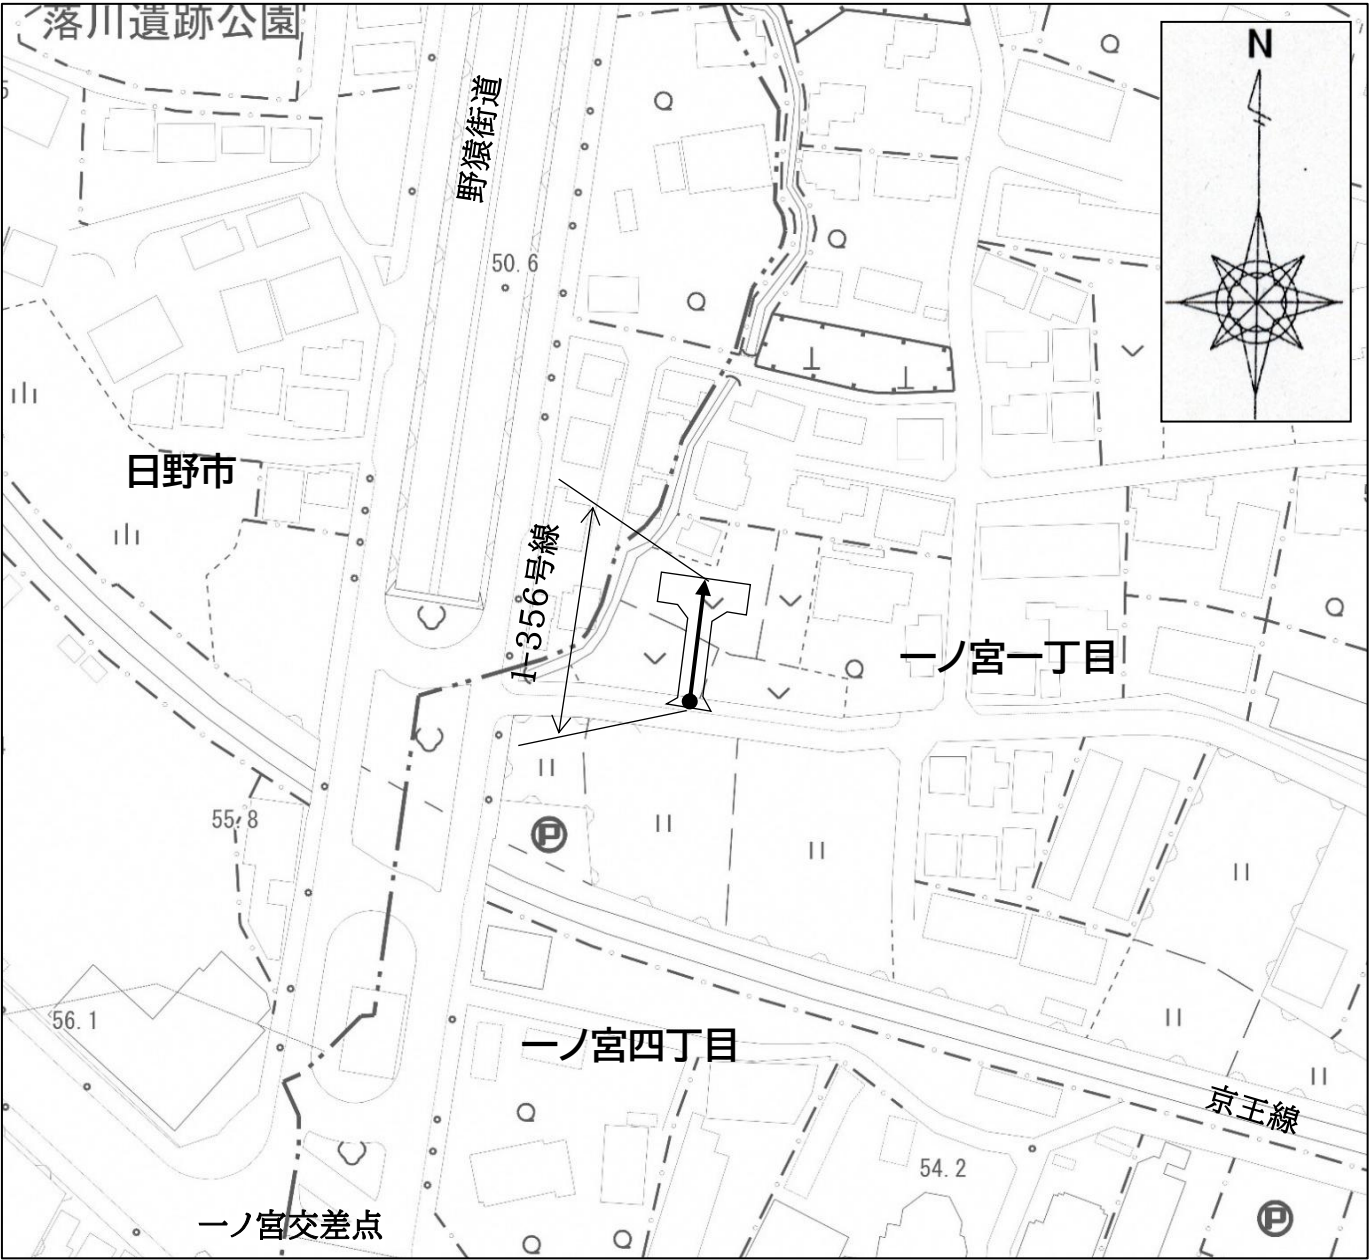 落川遺跡公園
N
野猿街道
50.6
日野市
1-356号線
一ノ宮一丁目
55.8
P
56.1
一ノ宮四丁目
京王線
54.2
一ノ宮交差点
P